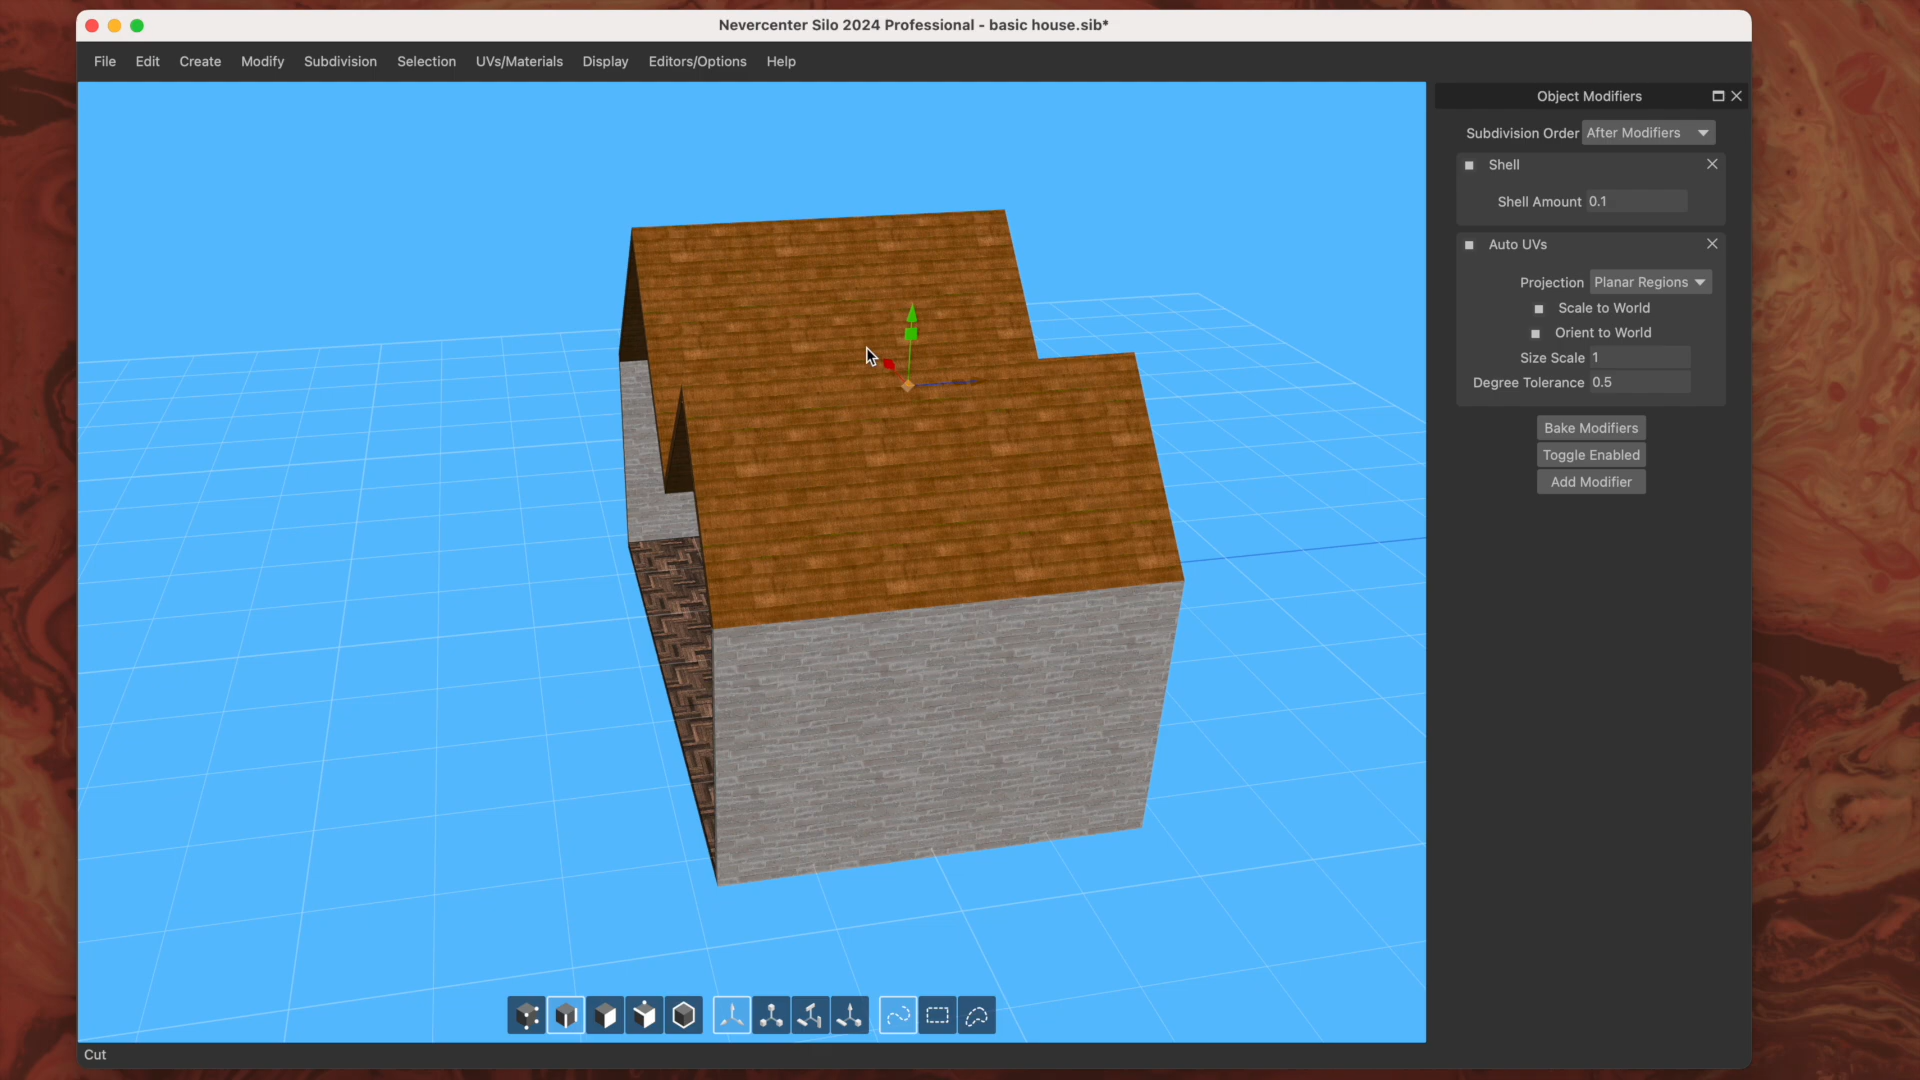 Nevercenter Silo 2024 Professional - basic house.sib*
File Edit Create Modify Subdivision Selection UVs/Materials Display Editors/Options Help
Object Modifiers
Subdivision Order After Modifiers
Shell
Shell Amount 0.1
Auto UVs
Projection Planar Regions
Scale to World
Orient to World
Size Scale 1
Degree Tolerance 0.5
Bake Modifiers
Toggle Enabled
Add Modifier
Cut